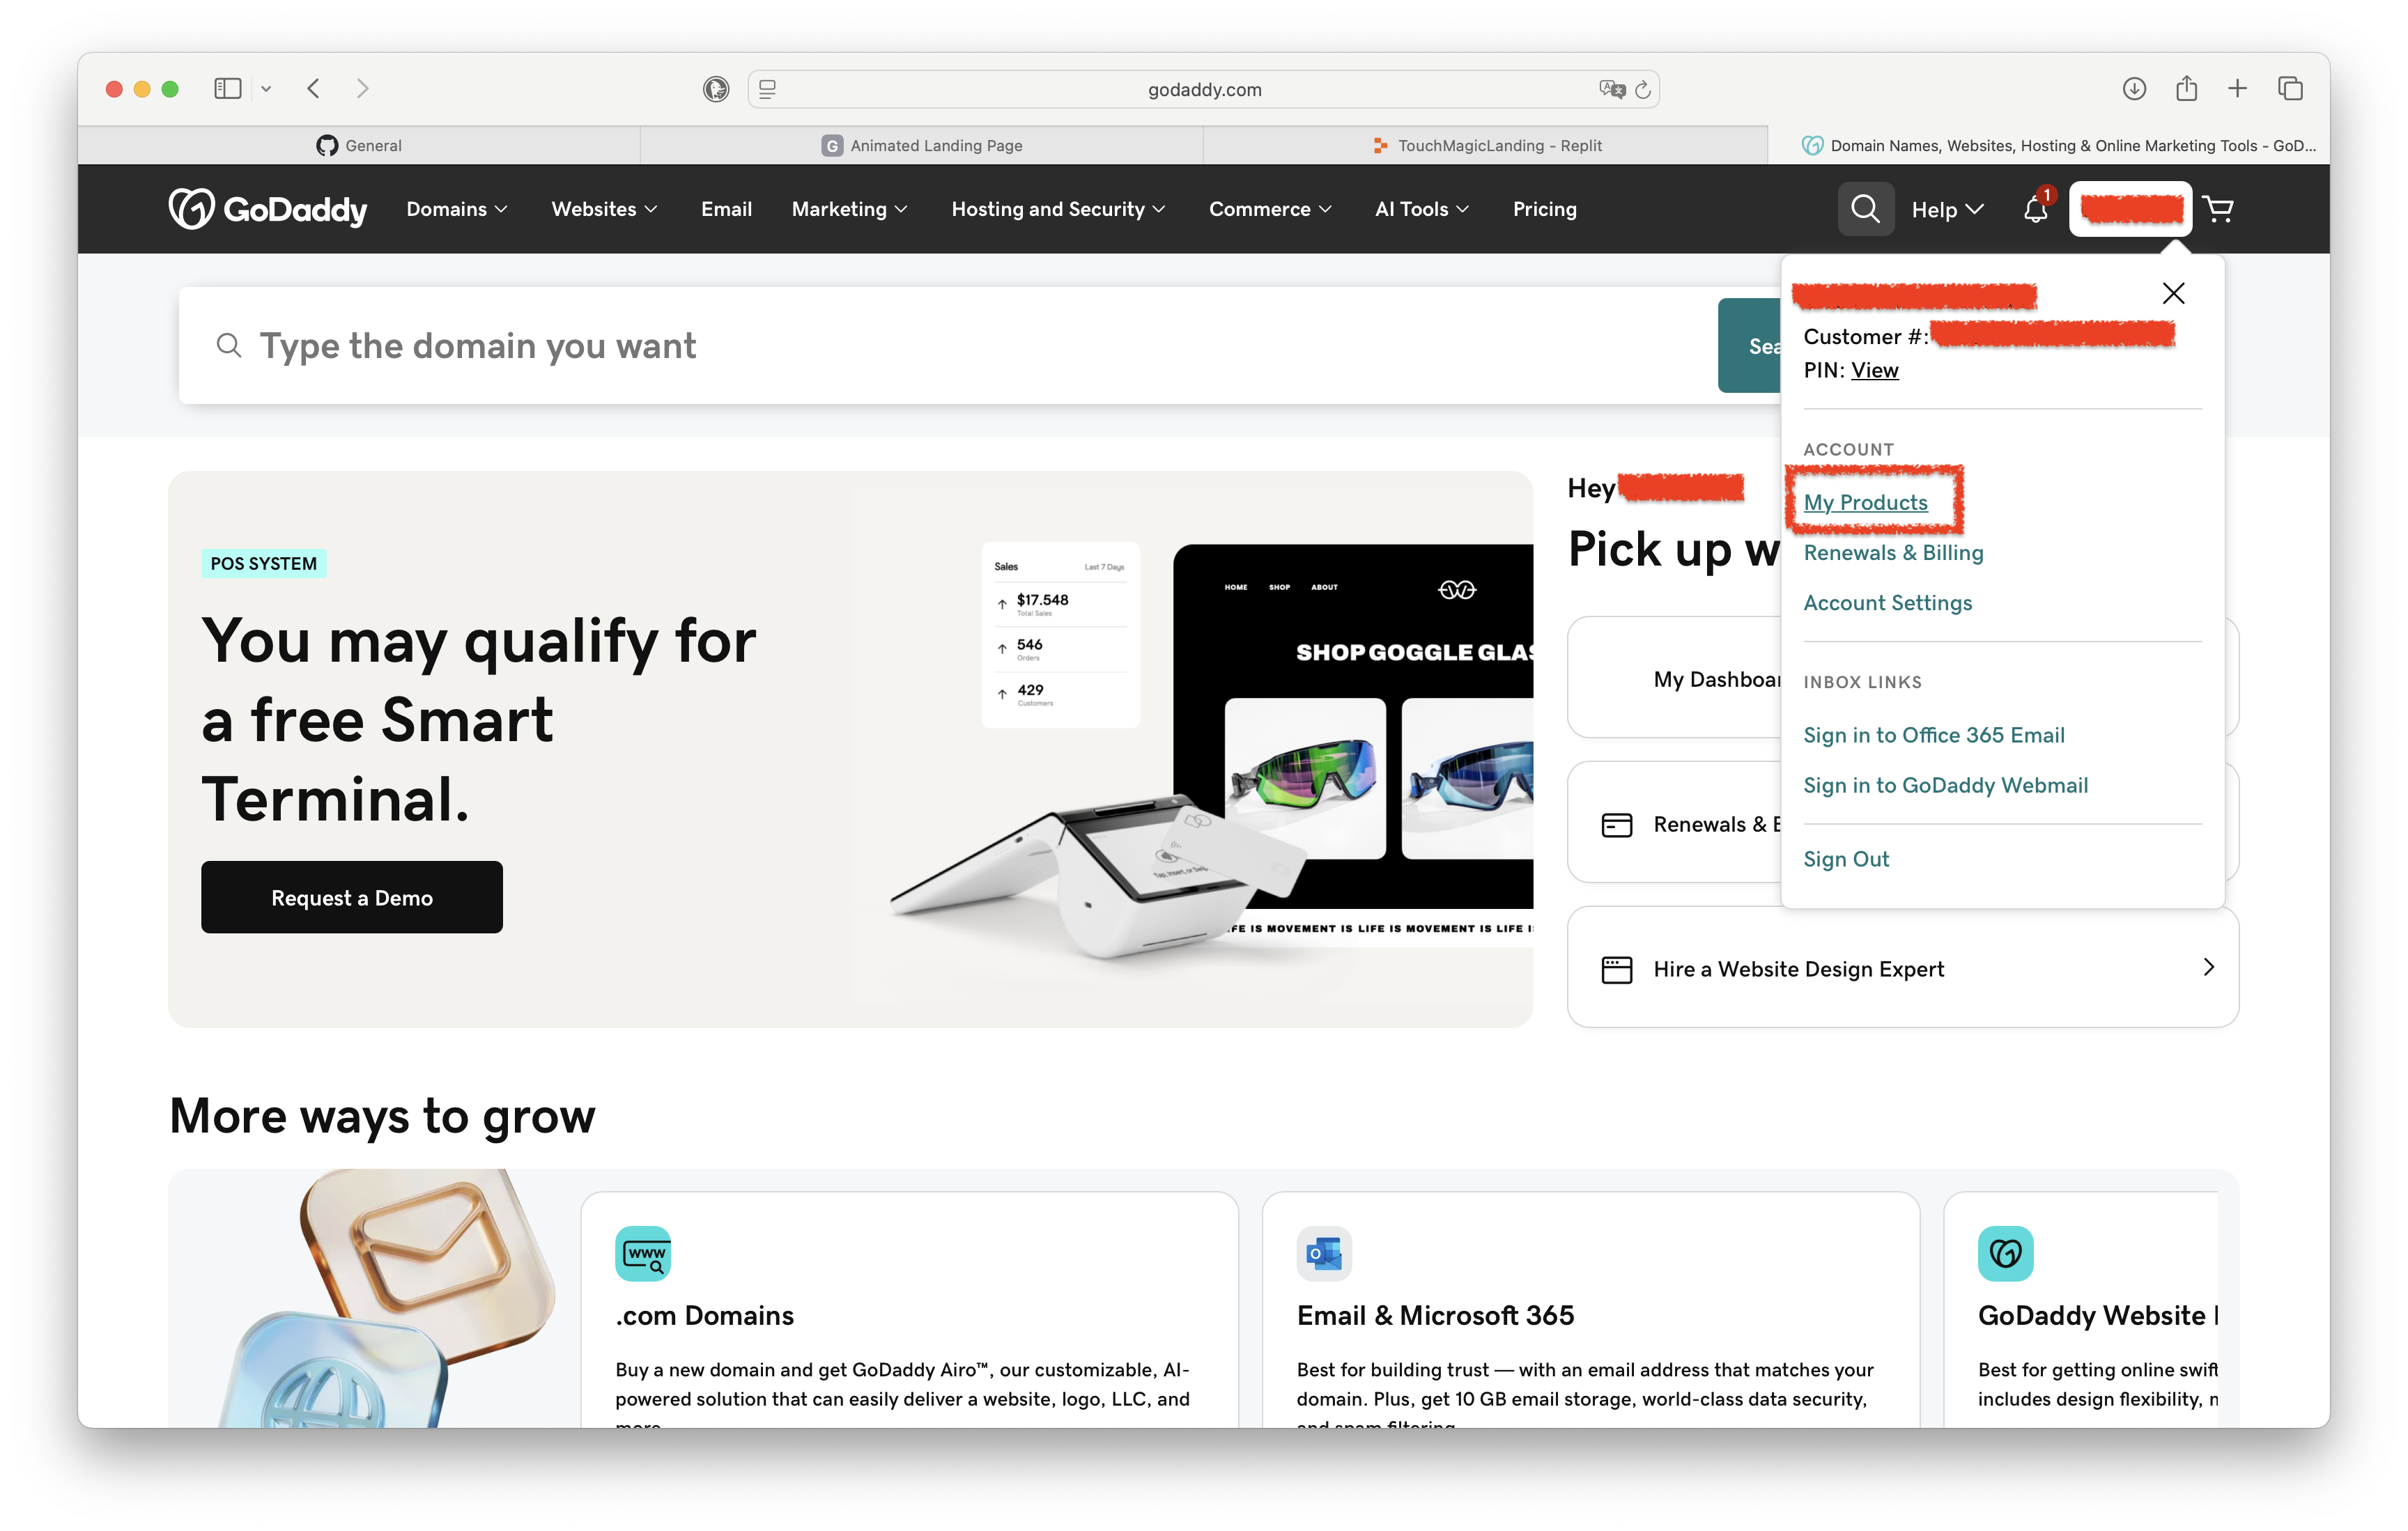 godaddy.com
General
G Animated Landing Page
TouchMagicLanding - Replit
Domain Names, Websites, Hosting & Online Marketing Tools - GoD...
GoDaddy
Domains
Websites
Email
Marketing
Hosting and Security
Commerce
AI Tools
Pricing
Help
1
Type the domain you want
Sea
Customer #:
PIN: View
ACCOUNT
My Products
Renewals & Billing
Account Settings
INBOX LINKS
Sign in to Office 365 Email
Sign in to GoDaddy Webmail
Sign Out
POS SYSTEM
You may qualify for
a free Smart
Terminal.
Request a Demo
Sales Last 7 Days
$17.548
Total Sales
546
Orders
429
Customers
HOME SHOP ABOUT
SHOP GOGGLE GLAS
Tap, Insert, or
FE IS MOVEMENT IS LIFE IS MOVEMENT IS LIFE IS
Hey
Pick up w
My Dashboar
Renewals & B
Hire a Website Design Expert
More ways to grow
www
.com Domains
Buy a new domain and get GoDaddy Airo™, our customizable, AI-
powered solution that can easily deliver a website, logo, LLC, and
more.
Email & Microsoft 365
Best for building trust — with an email address that matches your
domain. Plus, get 10 GB email storage, world-class data security,
and spam filtering.
GoDaddy Website
Best for getting online swift
includes design flexibility,